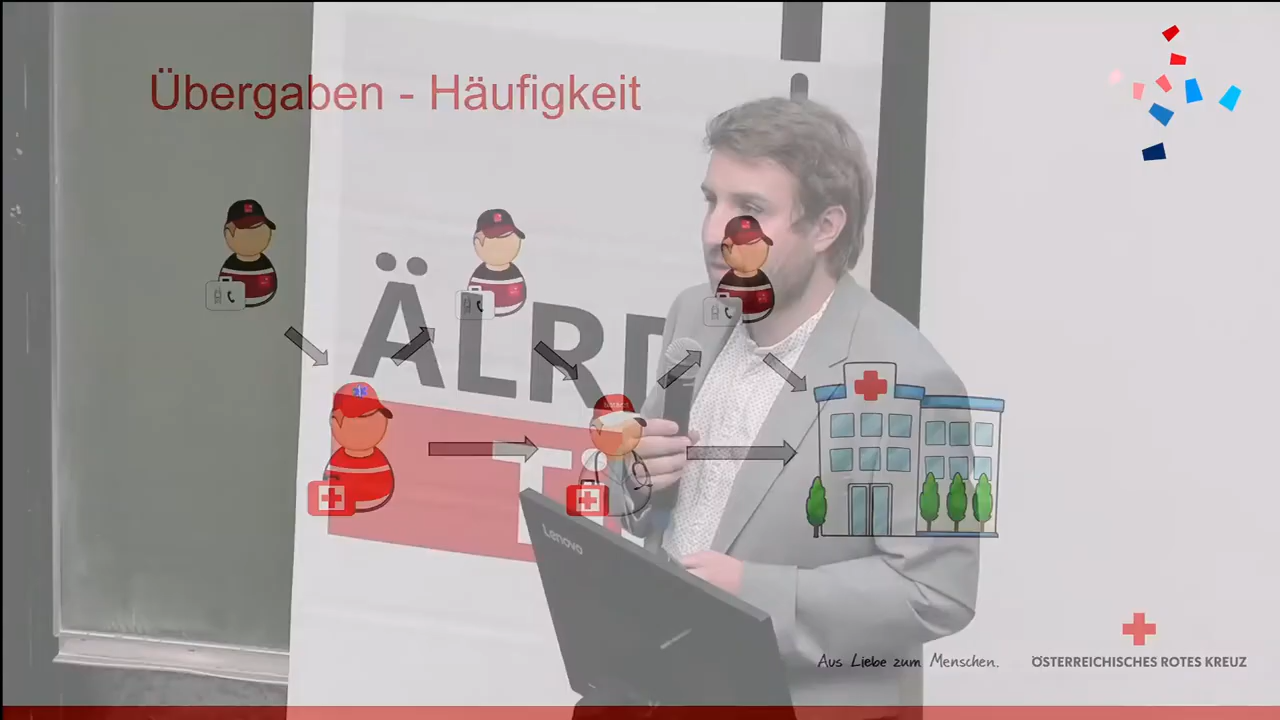 Übergaben - Häufigkeit
ÄLRD
Lenovo
Aus Liebe zum Menschen.
ÖSTERREICHISCHES ROTES KREUZ